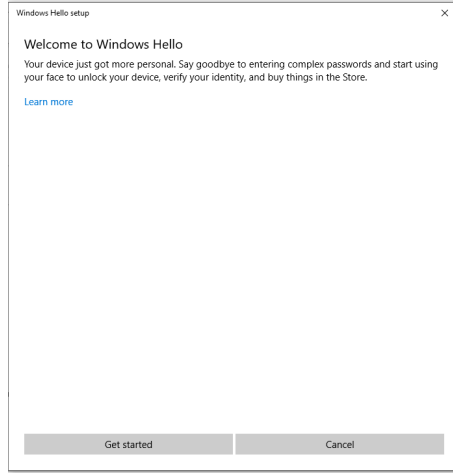 Windows Hello setup
Welcome to Windows Hello
Your device just got more personal. Say goodbye to entering complex passwords and start using
your face to unlock your device, verify your identity, and buy things in the Store.
Learn more
Get started
Cancel